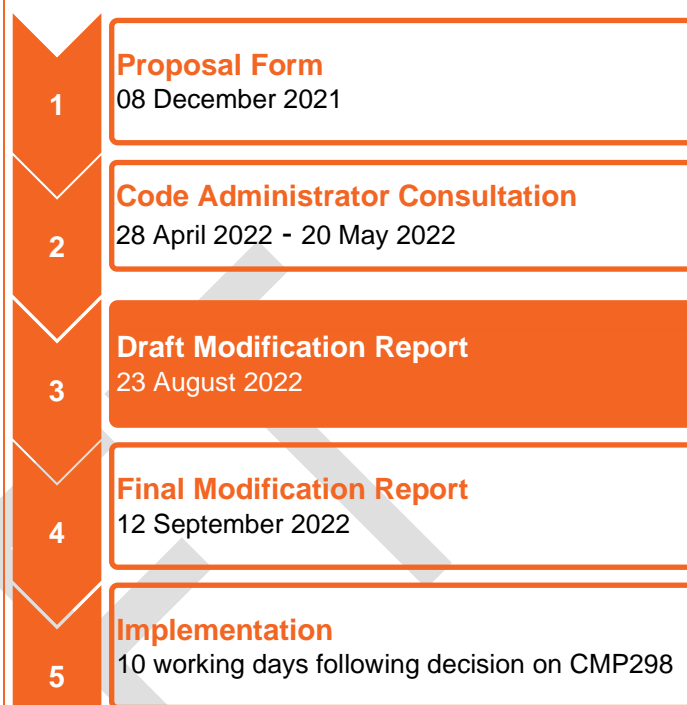 1
Proposal Form
08 December 2021
2
Code Administrator Consultation
28 April 2022 - 20 May 2022
3
Draft Modification Report
23 August 2022
4
Final Modification Report
12 September 2022
5
Implementation
10 working days following decision on CMP298